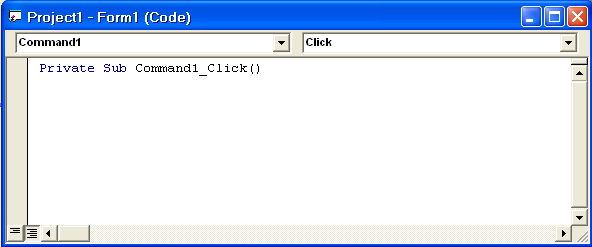 Project1 - Form1 (Code)
Command1 Click
Private Sub Command1_Click()